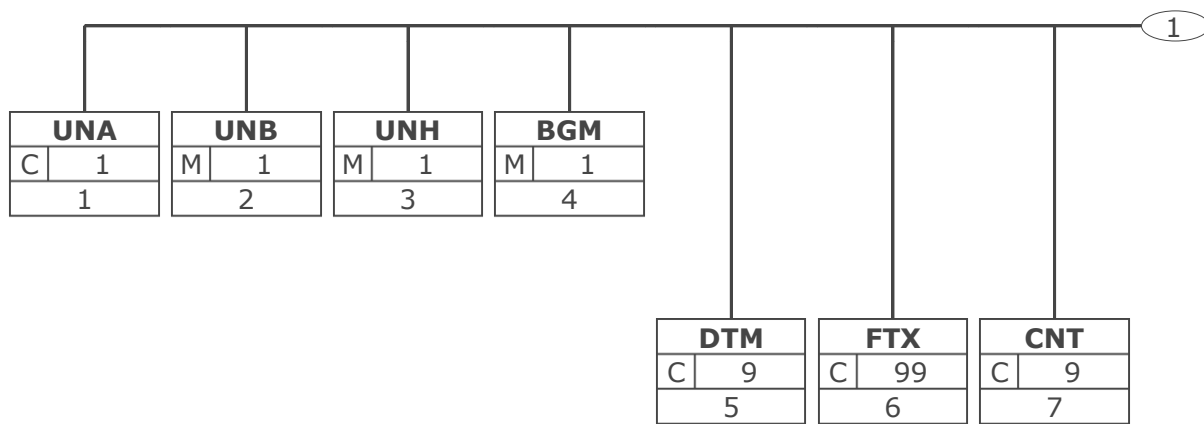 1
UNA UNB UNH BGM
C 1 M 1 M 1 M 1
1 2 3 4
DTM FTX CNT
C 9 C 99 C 9
5 6 7